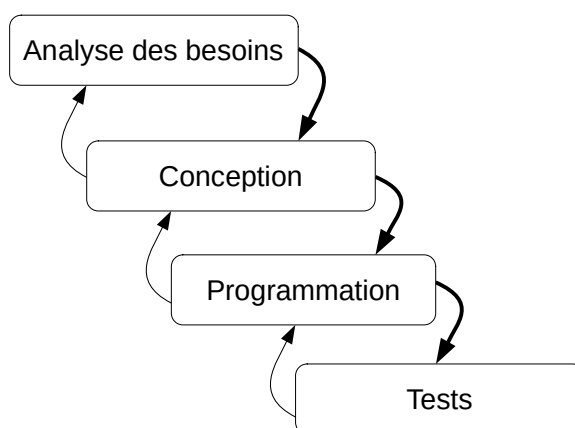 Analyse des besoins
Conception
Programmation
Tests